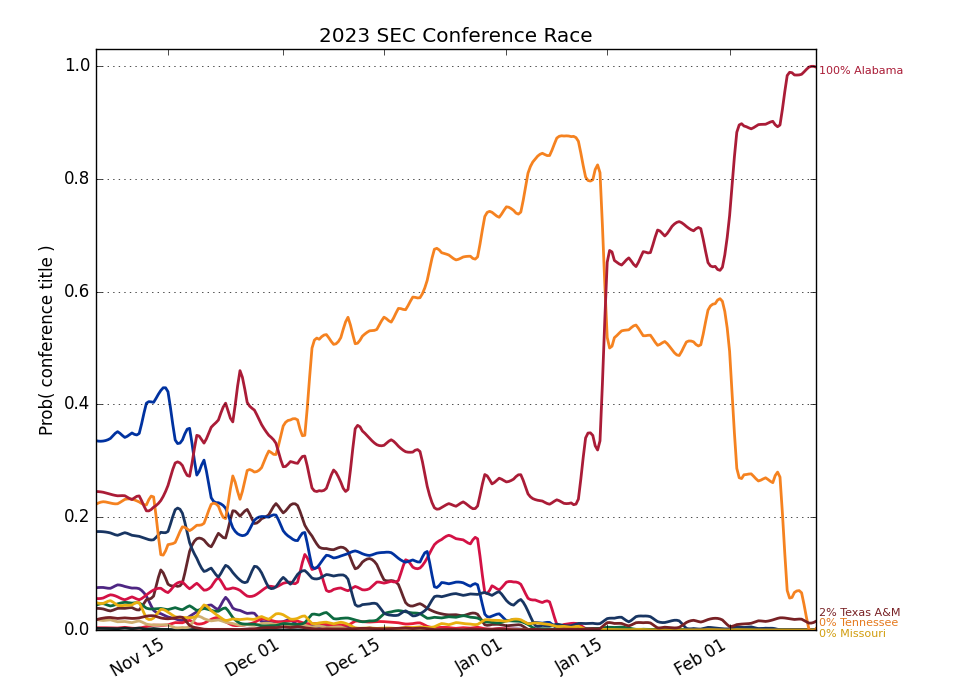 2023 SEC Conference Race
1.0
100% Alabama
0.8
Prob( conference title )
0.6
0.4
0.2
2% Texas A&M
0% Tennessee
0.0
0% Missouri
Nov 15
Dec 01
Dec 15
Jan 01
Jan 15
Feb 01